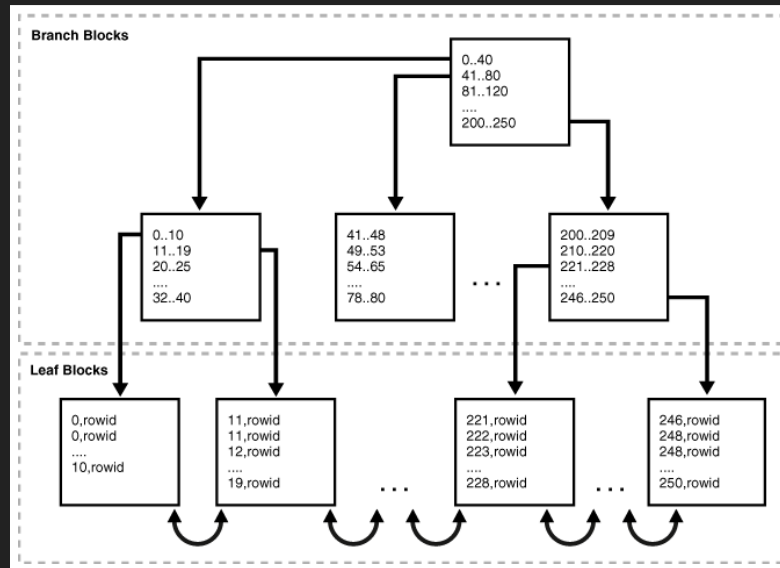 Branch Blocks
0..40
41..80
81..120
....
200..250
0..10
11..19
20..25
....
32..40
41..48
49..53
54..65
....
78..80
...
200..209
210..220
221..228
....
246..250
Leaf Blocks
0,rowid
0,rowid
....
10,rowid
11,rowid
11,rowid
12,rowid
....
19,rowid
...
221,rowid
222,rowid
223,rowid
....
228,rowid
...
246,rowid
248,rowid
248,rowid
....
250,rowid